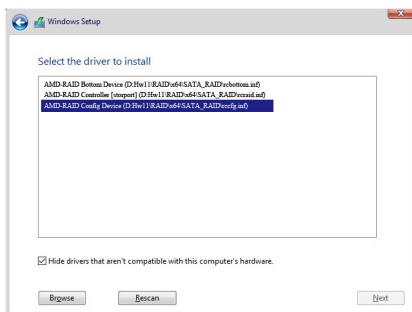 Windows Setup
Select the driver to install
AMD-RAID Bottom Device (D:Hw11\RAID\x64\SATA_RAID\rcbottom.inf)
AMD-RAID Controller [storport] (D:Hw11\RAID\x64\SATA_RAID\rcraid.inf)
AMD-RAID Config Device (D:Hw11\RAID\x64\SATA_RAID\rccfg.inf)
Hide drivers that aren't compatible with this computer's hardware.
Browse Rescan Next